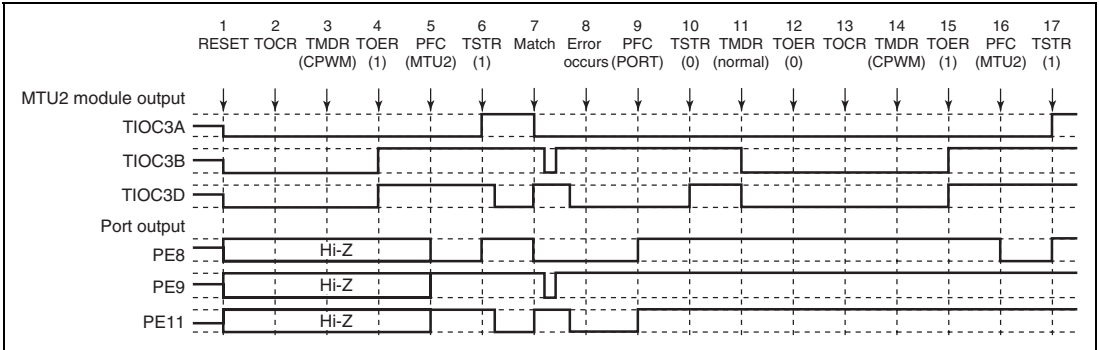 1 2 3 4 5 6 7 8 9 10 11 12 13 14 15 16 17
RESET TOCR TMDR TOER PFC TSTR Match Error PFC TSTR TMDR TOER TOCR TMDR TOER PFC TSTR
(CPWM) (1) (MTU2) (1) occurs (PORT) (0) (normal) (0) (CPWM) (1) (MTU2) (1)
MTU2 module output
TIOC3A
TIOC3B
TIOC3D
Port output
PE8 Hi-Z
PE9 Hi-Z
PE11 Hi-Z